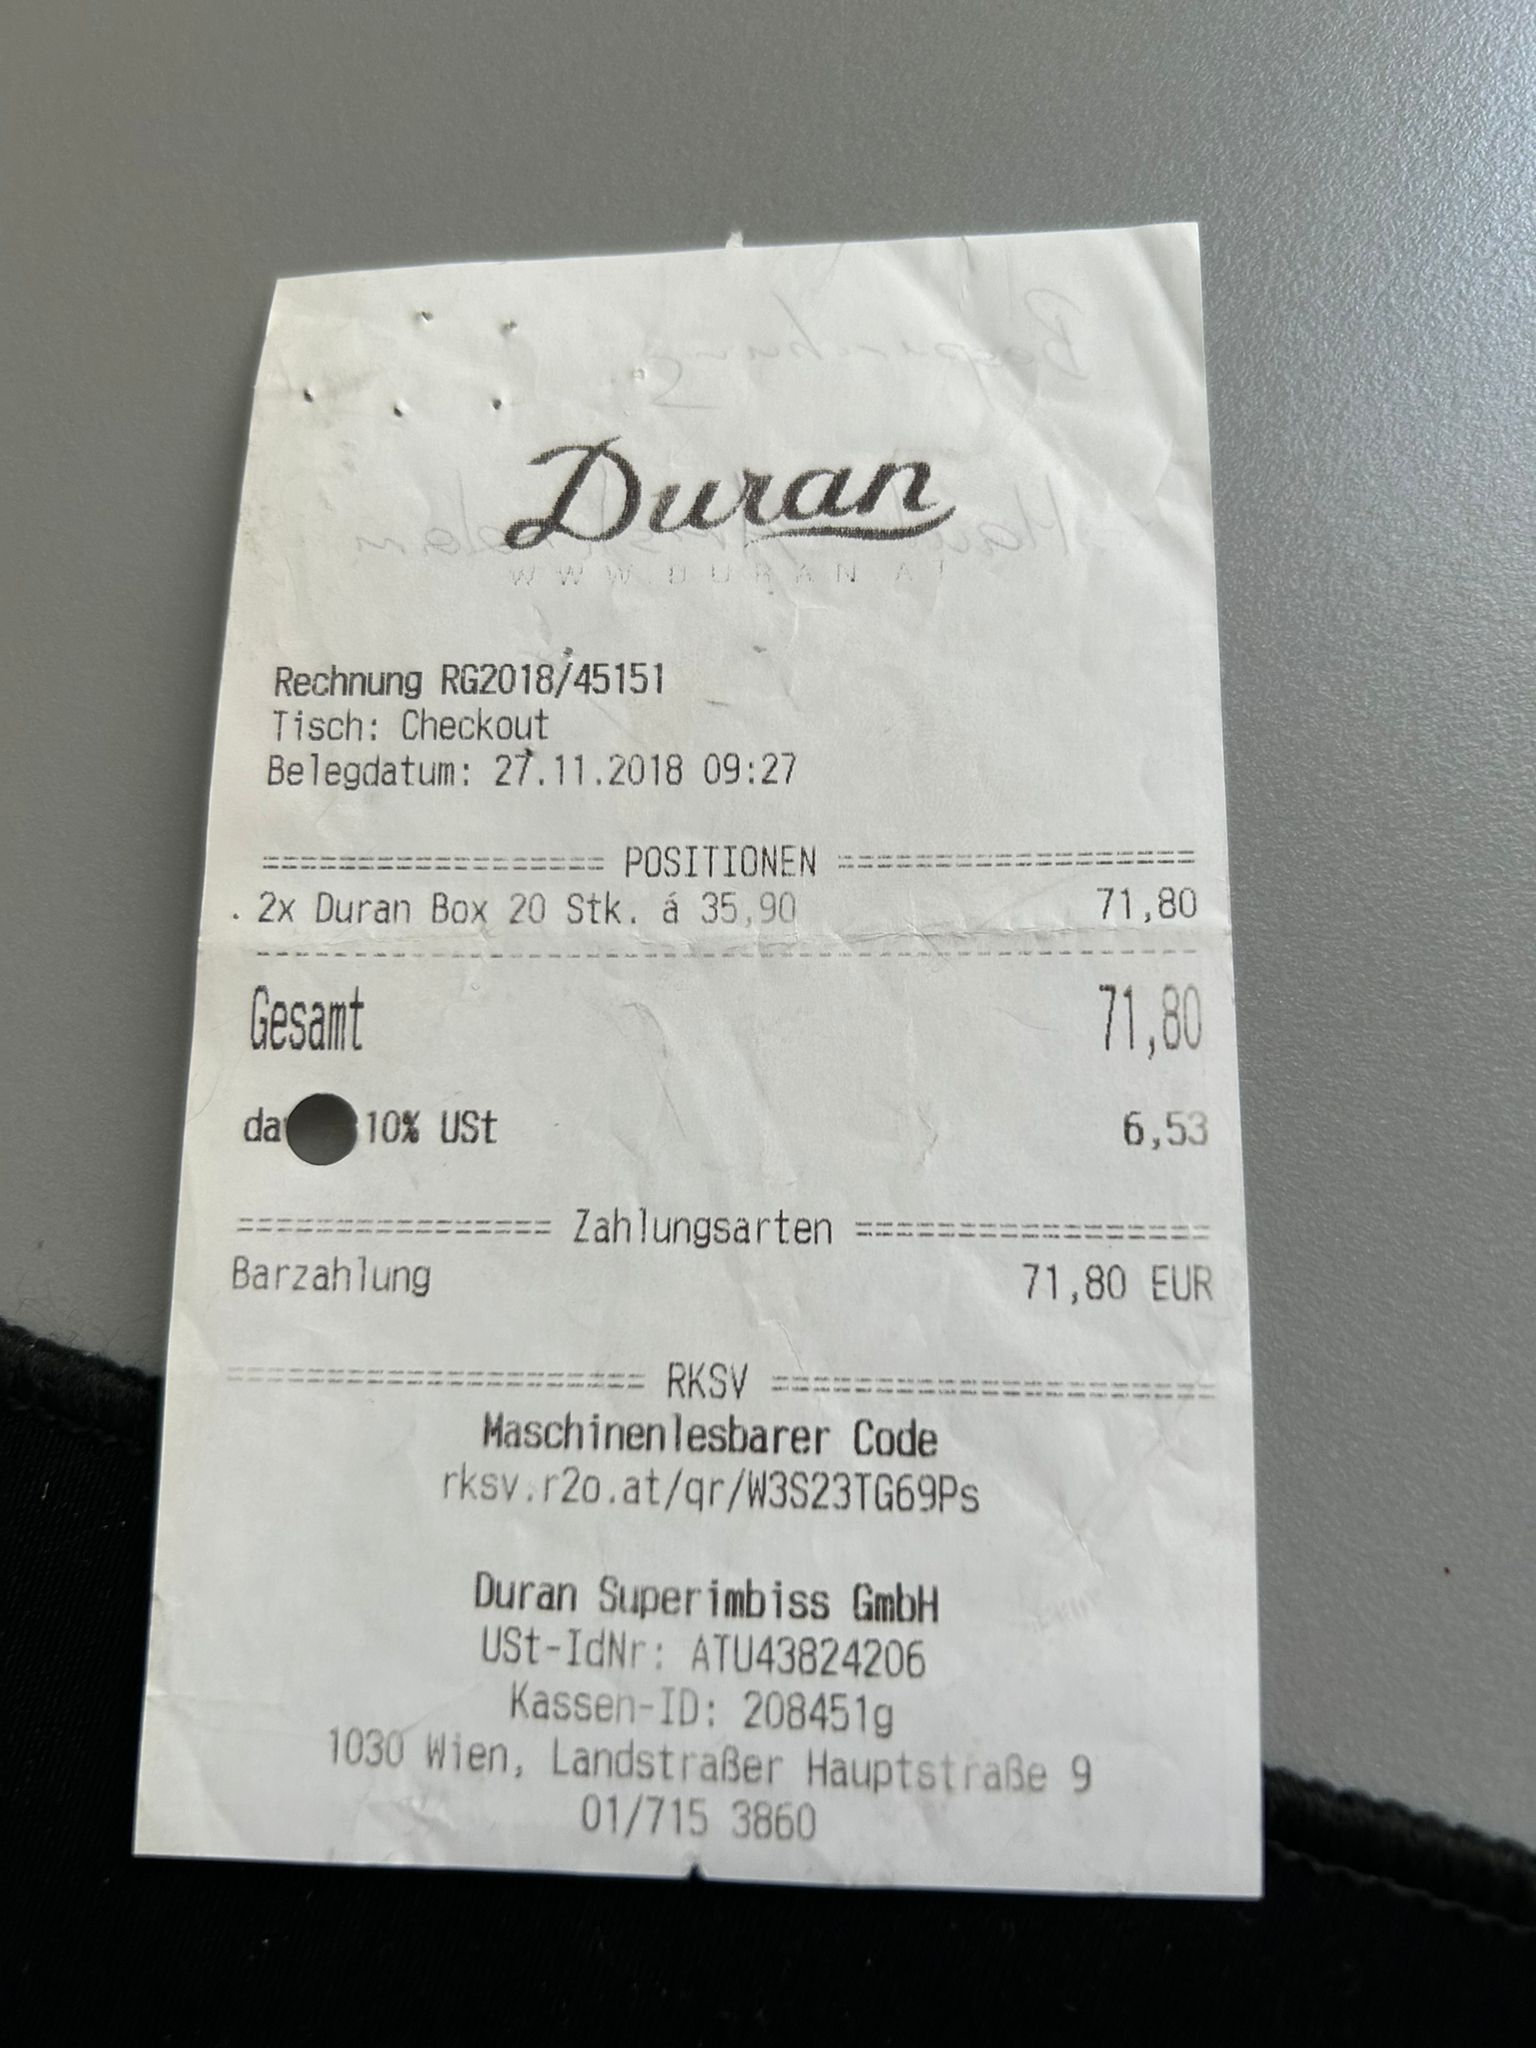 Duran
WWW.DURAN.AT
Rechnung RG2018/45151
Tisch: Checkout
Belegdatum: 27.11.2018 09:27
================== POSITIONEN ===================
. 2x Duran Box 20 Stk. á 35,90 71,80
Gesamt 71,80
10% USt 6,53
================ Zahlungsarten ==================
Barzahlung 71,80 EUR
====================== RKSV =======================
Maschinenlesbarer Code
rksv.r2o.at/qr/W3S23TG69Ps
Duran Superimbiss GmbH
USt-IdNr: ATU43824206
Kassen-ID: 208451g
1030 Wien, Landstraßer Hauptstraße 9
01/715 3860